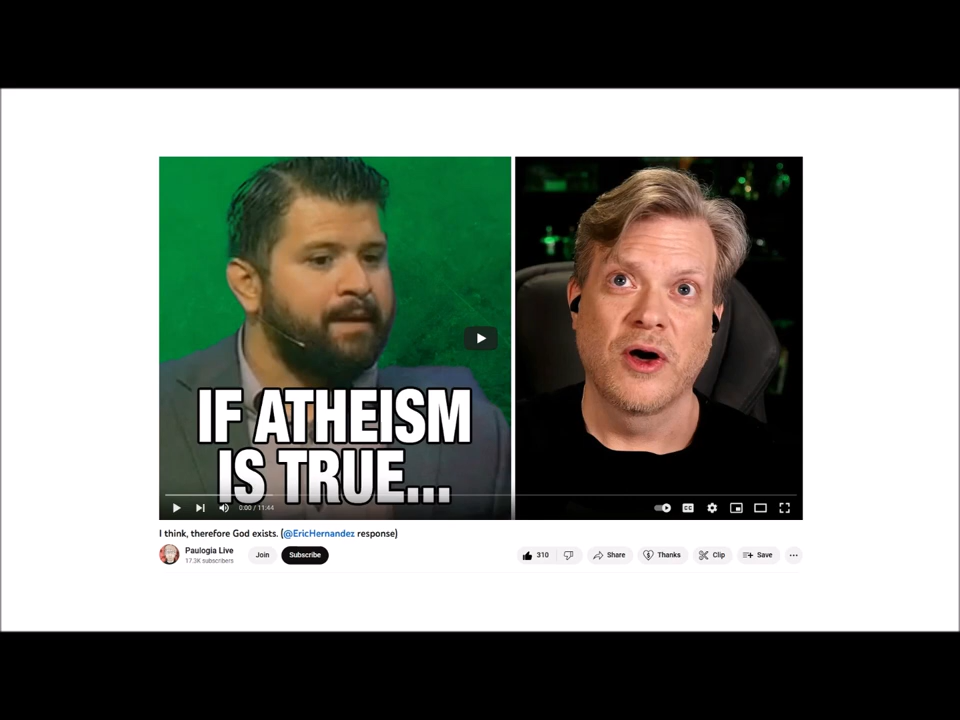 IF ATHEISM
IS TRUE...
0:00 / 11:44
CC
I think, therefore God exists. (@EricHernandez response)
Paulogia Live
17.3K subscribers
Join
Subscribe
310
Share
Thanks
Clip
Save